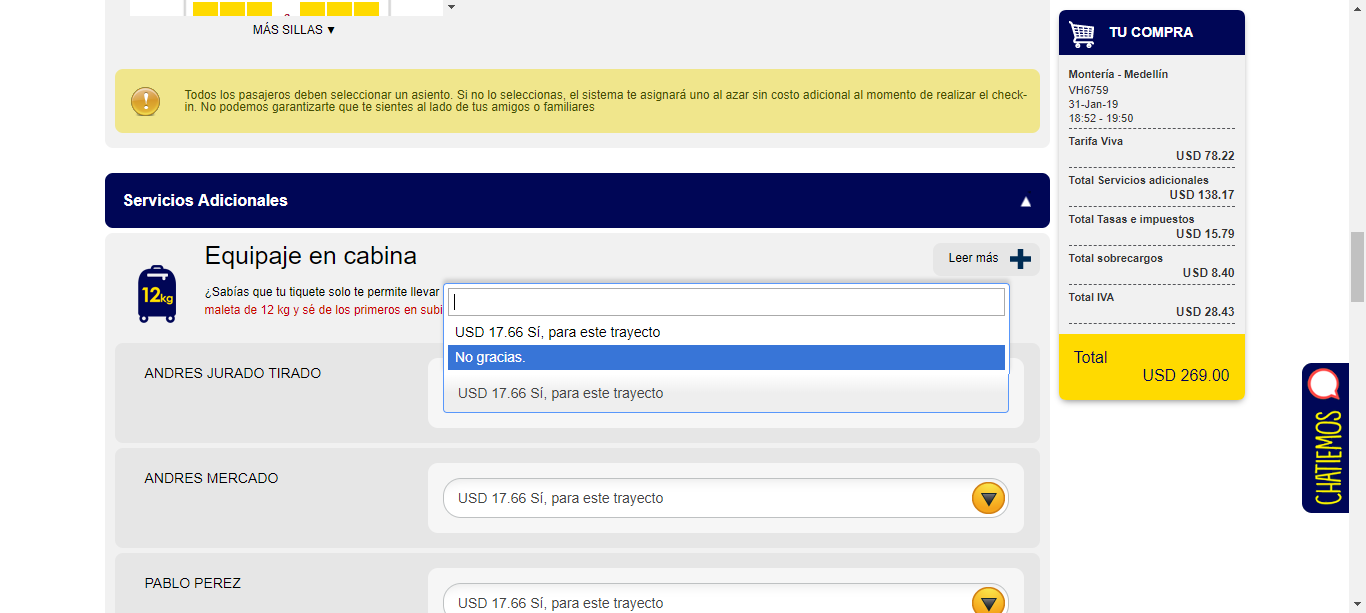 MÁS SILLAS ▼
Todos los pasajeros deben seleccionar un asiento. Si no lo seleccionas, el sistema te asignará uno al azar sin costo adicional al momento de realizar el check-
in. No podemos garantizarte que te sientes al lado de tus amigos o familiares
Servicios Adicionales
12kg
Equipaje en cabina
Leer más
¿Sabías que tu tiquete solo te permite llevar
maleta de 12 kg y sé de los primeros en subi
USD 17.66 Sí, para este trayecto
No gracias.
ANDRES JURADO TIRADO
USD 17.66 Sí, para este trayecto
ANDRES MERCADO
USD 17.66 Sí, para este trayecto
PABLO PEREZ
USD 17.66 Sí, para este trayecto
TU COMPRA
Montería - Medellín
VH6759
31-Jan-19
18:52 - 19:50
Tarifa Viva
USD 78.22
Total Servicios adicionales
USD 138.17
Total Tasas e impuestos
USD 15.79
Total sobrecargos
USD 8.40
Total IVA
USD 28.43
Total
USD 269.00
CHATIEMOS